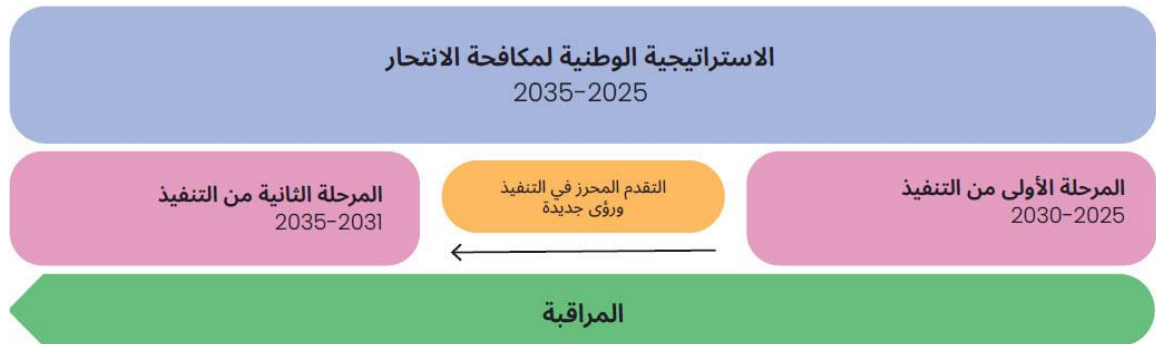 الاستراتيجية الوطنية لمكافحة الانتحار
2035-2025
المرحلة الأولى من التنفيذ
2030-2025
التقدم المحرز في التنفيذ
ورؤى جديدة
المرحلة الثانية من التنفيذ
2035-2031
المراقبة